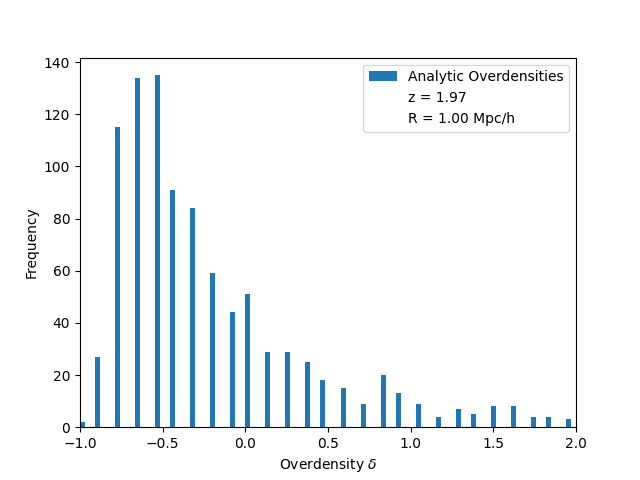 140
120
100
80
60
40
20
0
Frequency
Analytic Overdensities
z = 1.97
R = 1.00 Mpc/h
−1.0 −0.5 0.0 0.5 1.0 1.5 2.0
Overdensity δ